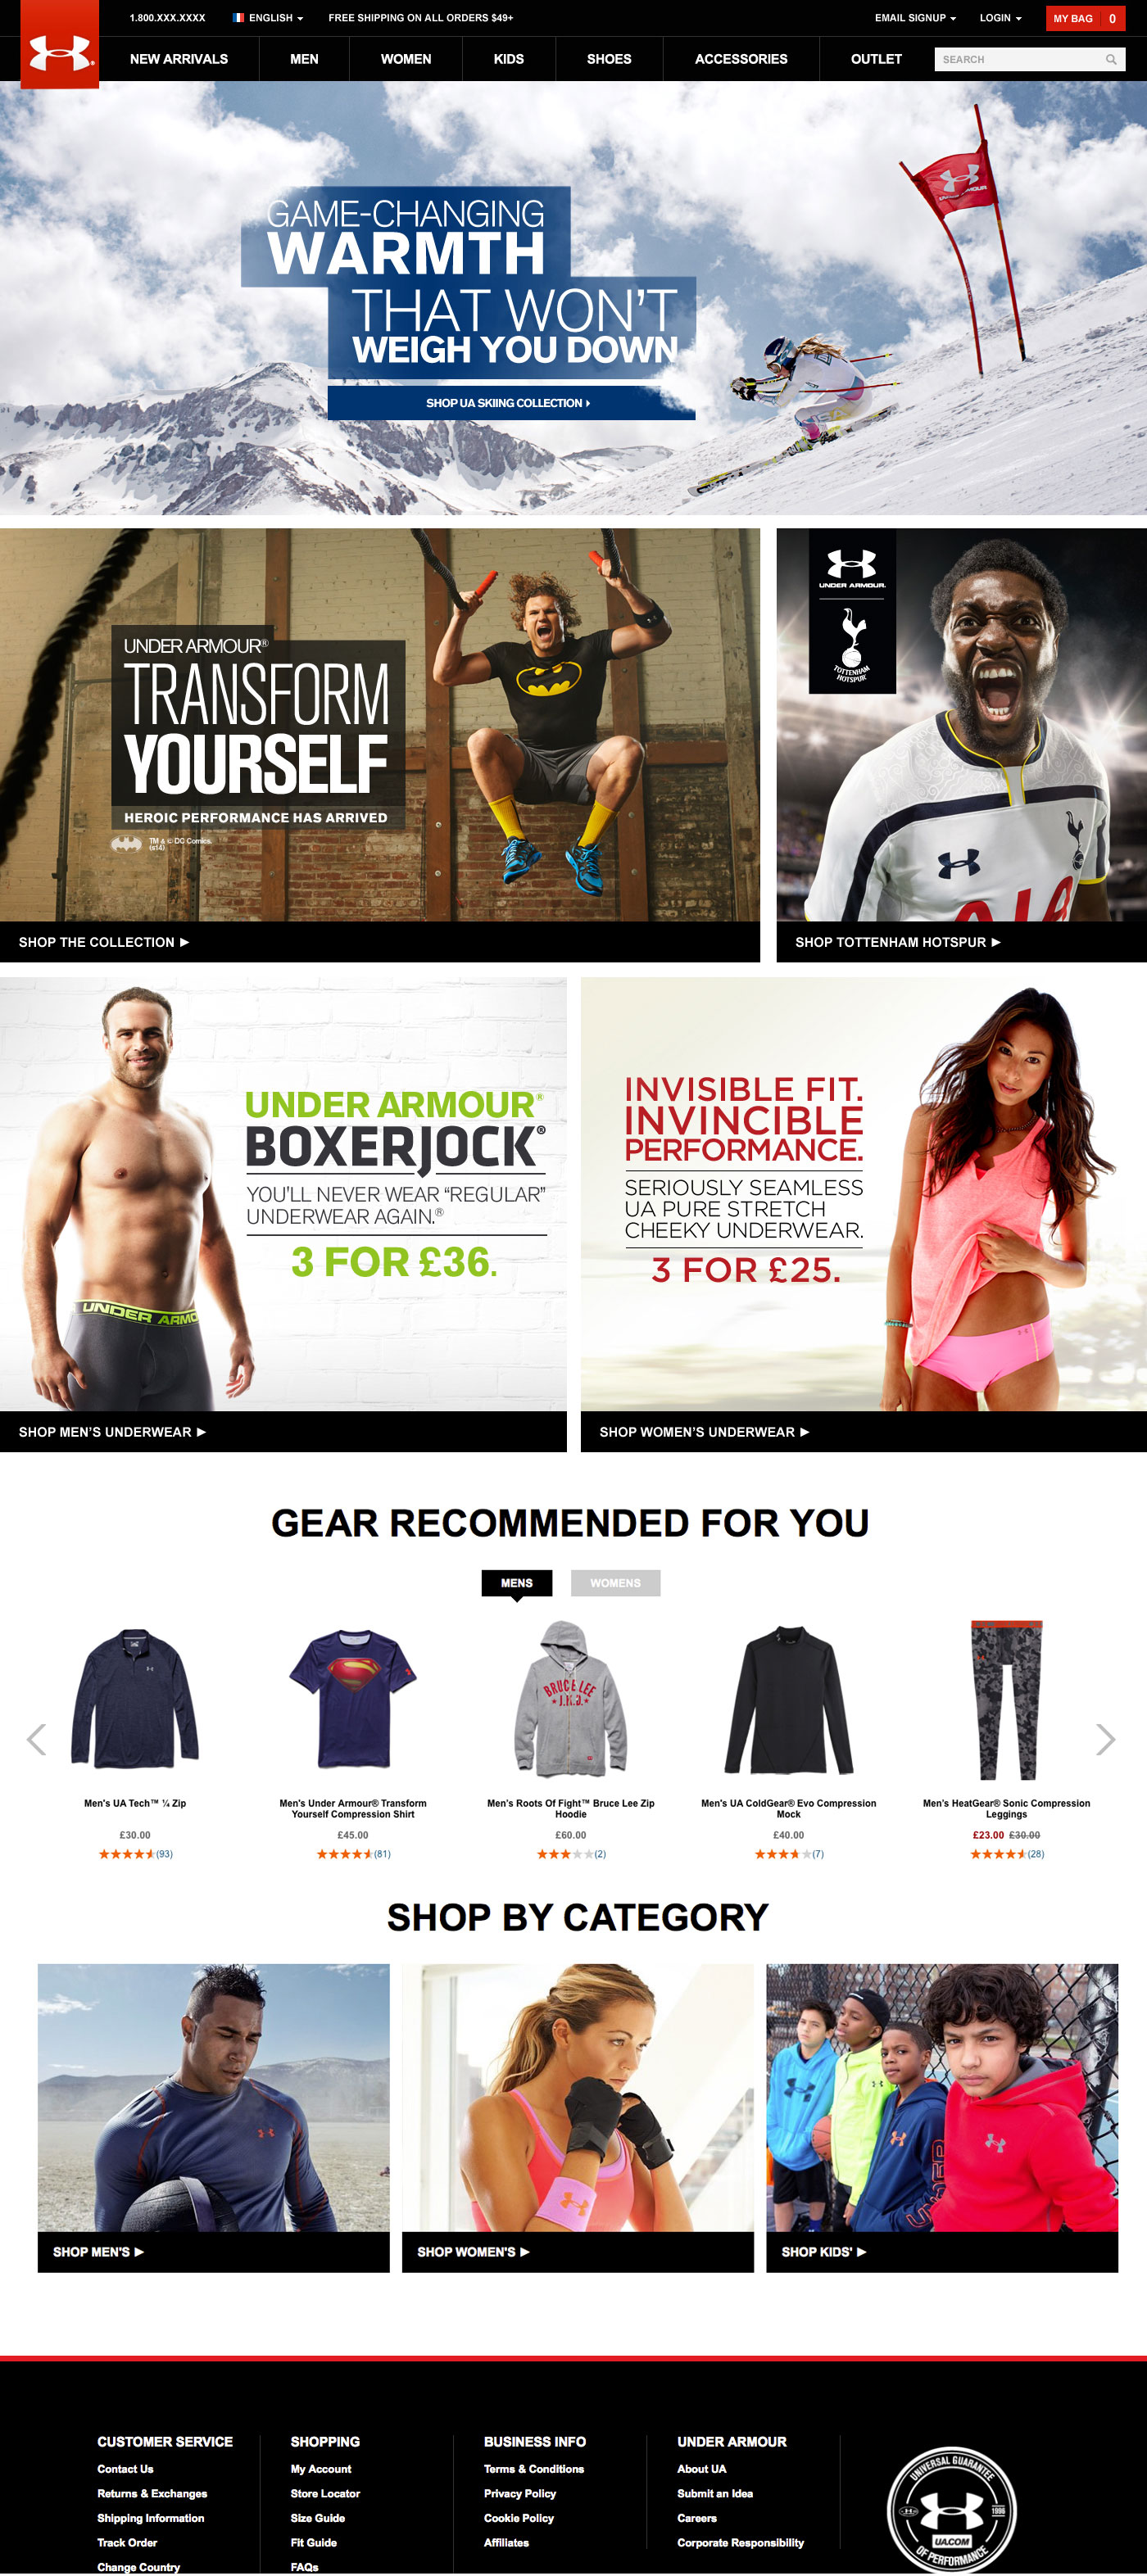 1.800.XXX.XXXX
ENGLISH
FREE SHIPPING ON ALL ORDERS $49+
EMAIL SIGNUP
LOGIN
MY BAG 0
NEW ARRIVALS
MEN
WOMEN
KIDS
SHOES
ACCESSORIES
OUTLET
SEARCH
GAME-CHANGING
WARMTH
THAT WON'T
WEIGH YOU DOWN
SHOP UA SKIING COLLECTION
UNDER ARMOUR®
TRANSFORM
YOURSELF
HEROIC PERFORMANCE HAS ARRIVED
TM & © DC Comics.
(s14)
SHOP THE COLLECTION
UNDER ARMOUR.
TOTTENHAM
HOTSPUR
AIA
SHOP TOTTENHAM HOTSPUR
UNDER ARMOUR®
BOXERJOCK®
YOU'LL NEVER WEAR “REGULAR”
UNDERWEAR AGAIN.®
3 FOR £36.
UNDER ARMO
SHOP MEN'S UNDERWEAR
INVISIBLE FIT.
INVINCIBLE
PERFORMANCE.
SERIOUSLY SEAMLESS
UA PURE STRETCH
CHEEKY UNDERWEAR.
3 FOR £25.
SHOP WOMEN'S UNDERWEAR
GEAR RECOMMENDED FOR YOU
MENS
WOMENS
BRUCE LEE
J.K.D.
Men's UA Tech™ ¼ Zip
£30.00
(93)
Men's Under Armour® Transform
Yourself Compression Shirt
£45.00
(81)
Men's Roots Of Fight™ Bruce Lee Zip
Hoodie
£60.00
(2)
Men's UA ColdGear® Evo Compression
Mock
£40.00
(7)
Men's HeatGear® Sonic Compression
Leggings
£23.00 £30.00
(28)
SHOP BY CATEGORY
SHOP MEN'S
SHOP WOMEN'S
UNDER
SHOP KIDS'
CUSTOMER SERVICE
Contact Us
Returns & Exchanges
Shipping Information
Track Order
Change Country
SHOPPING
My Account
Store Locator
Size Guide
Fit Guide
FAQs
BUSINESS INFO
Terms & Conditions
Privacy Policy
Cookie Policy
Affiliates
UNDER ARMOUR
About UA
Submit an Idea
Careers
Corporate Responsibility
UNIVERSAL GUARANTEE
1996
UA.COM
OF PERFORMANCE